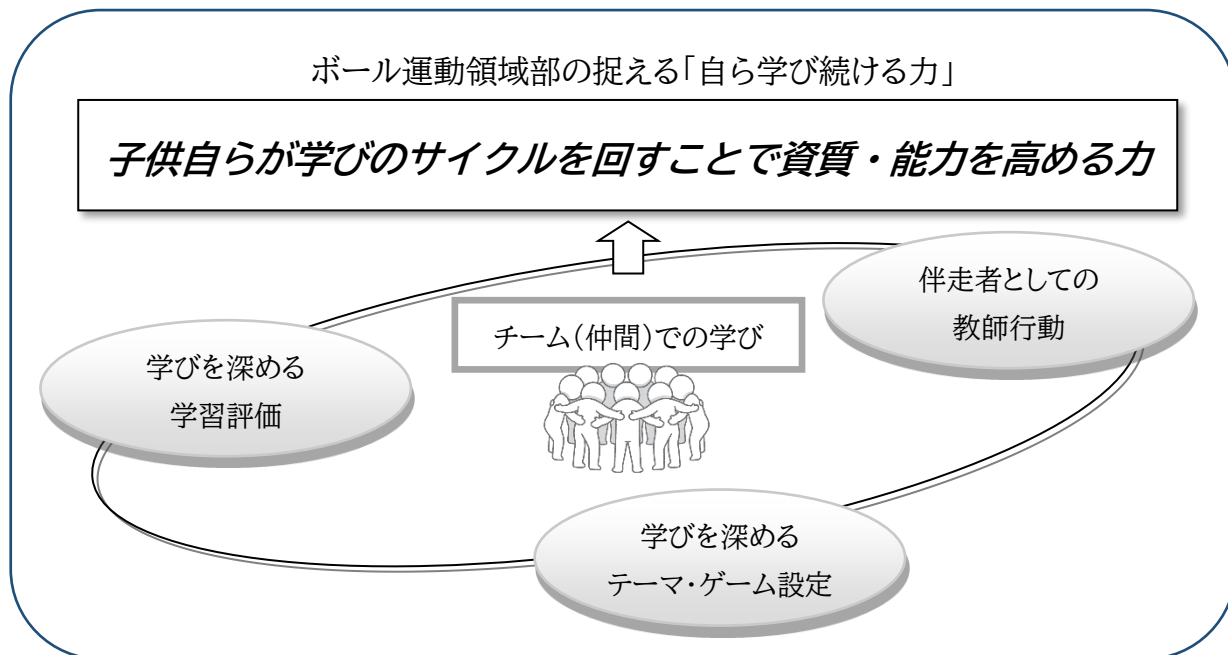 ボール運動領域部の捉える「自ら学び続ける力」
子供自らが学びのサイクルを回すことで資質・能力を高める力
伴走者としての
教師行動
チーム(仲間)での学び
学びを深める
学習評価
学びを深める
テーマ・ゲーム設定